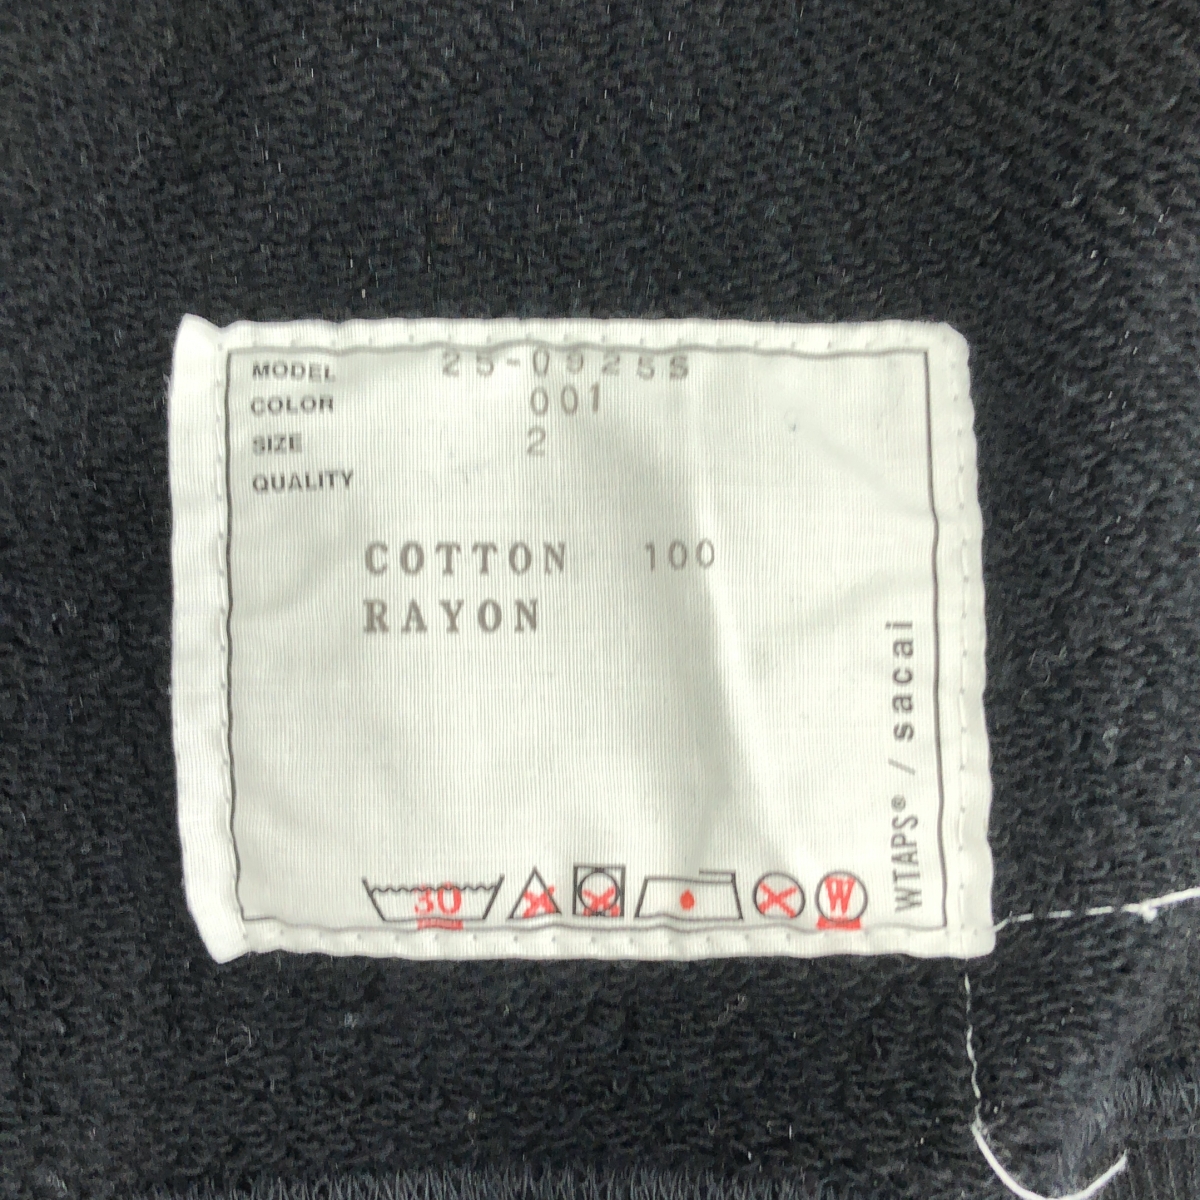 MODEL 25-0925S
COLOR 001
SIZE 2
QUALITY
COTTON 100
RAYON
WTAPS® / sacai
30
W